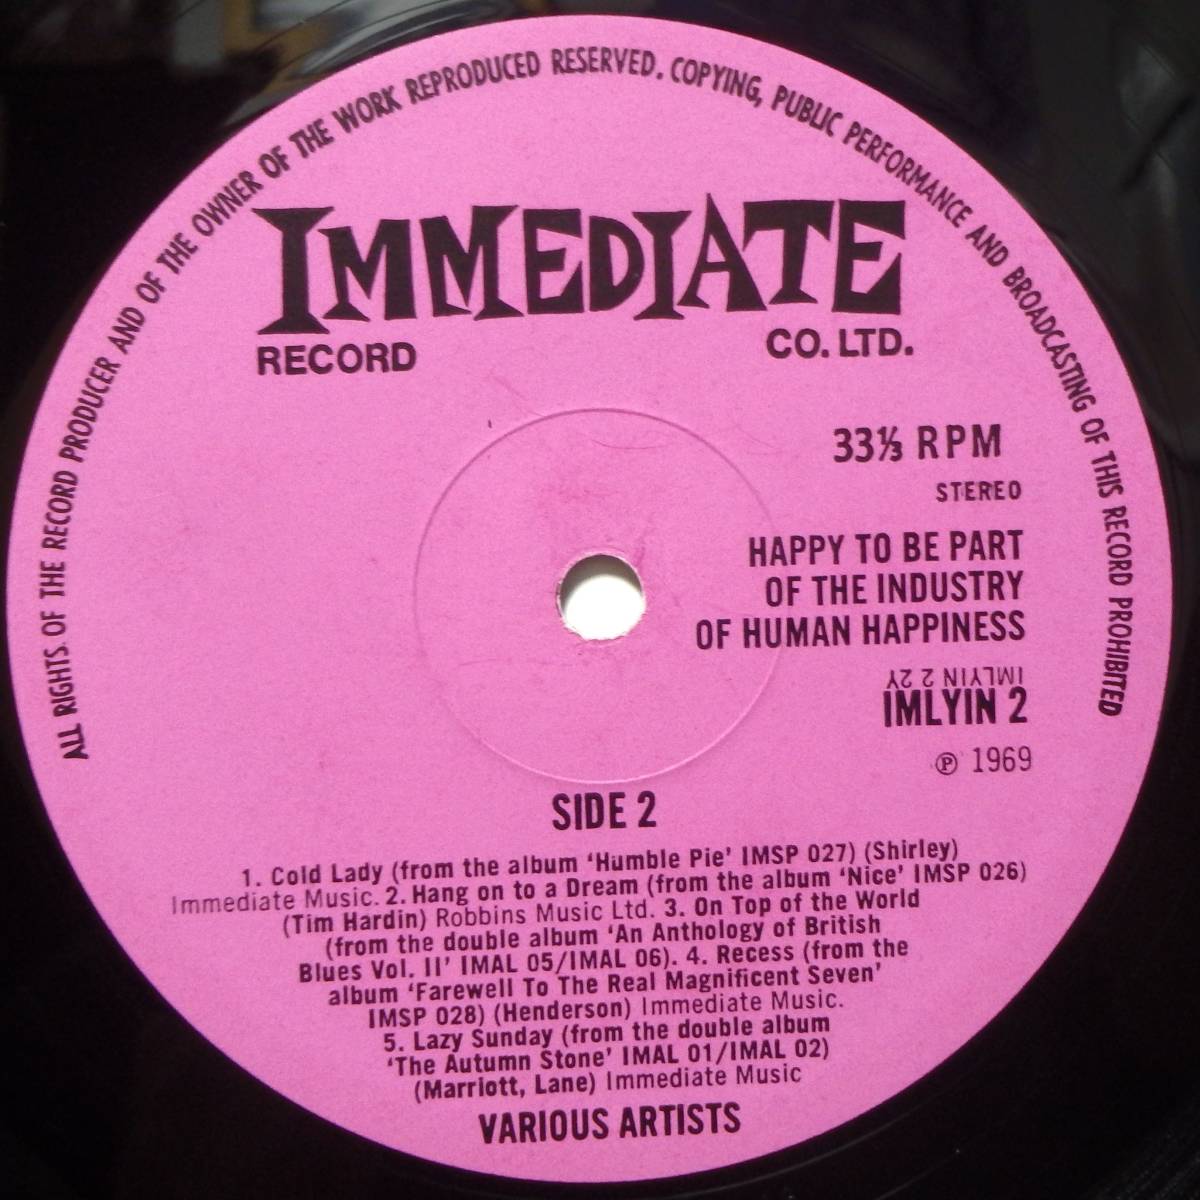 ALL RIGHTS OF THE RECORD PRODUCER AND OF THE OWNER OF THE WORK REPRODUCED RESERVED. COPYING, PUBLIC PERFORMANCE AND BROADCASTING OF THIS RECORD PROHIBITED
IMMEDIATE
RECORD CO. LTD.
33⅓ RPM
STEREO
HAPPY TO BE PART
OF THE INDUSTRY
OF HUMAN HAPPINESS
IMLYIN 2 2Y
IMLYIN 2
℗ 1969
SIDE 2
1. Cold Lady (from the album ‘Humble Pie’ IMSP 027) (Shirley)
Immediate Music. 2. Hang on to a Dream (from the album ‘Nice’ IMSP 026)
(Tim Hardin) Robbins Music Ltd. 3. On Top of the World
(from the double album ‘An Anthology of British
Blues Vol. II’ IMAL 05/IMAL 06). 4. Recess (from the
album ‘Farewell To The Real Magnificent Seven’
IMSP 028) (Henderson) Immediate Music.
5. Lazy Sunday (from the double album
‘The Autumn Stone’ IMAL 01/IMAL 02)
(Marriott, Lane) Immediate Music
VARIOUS ARTISTS